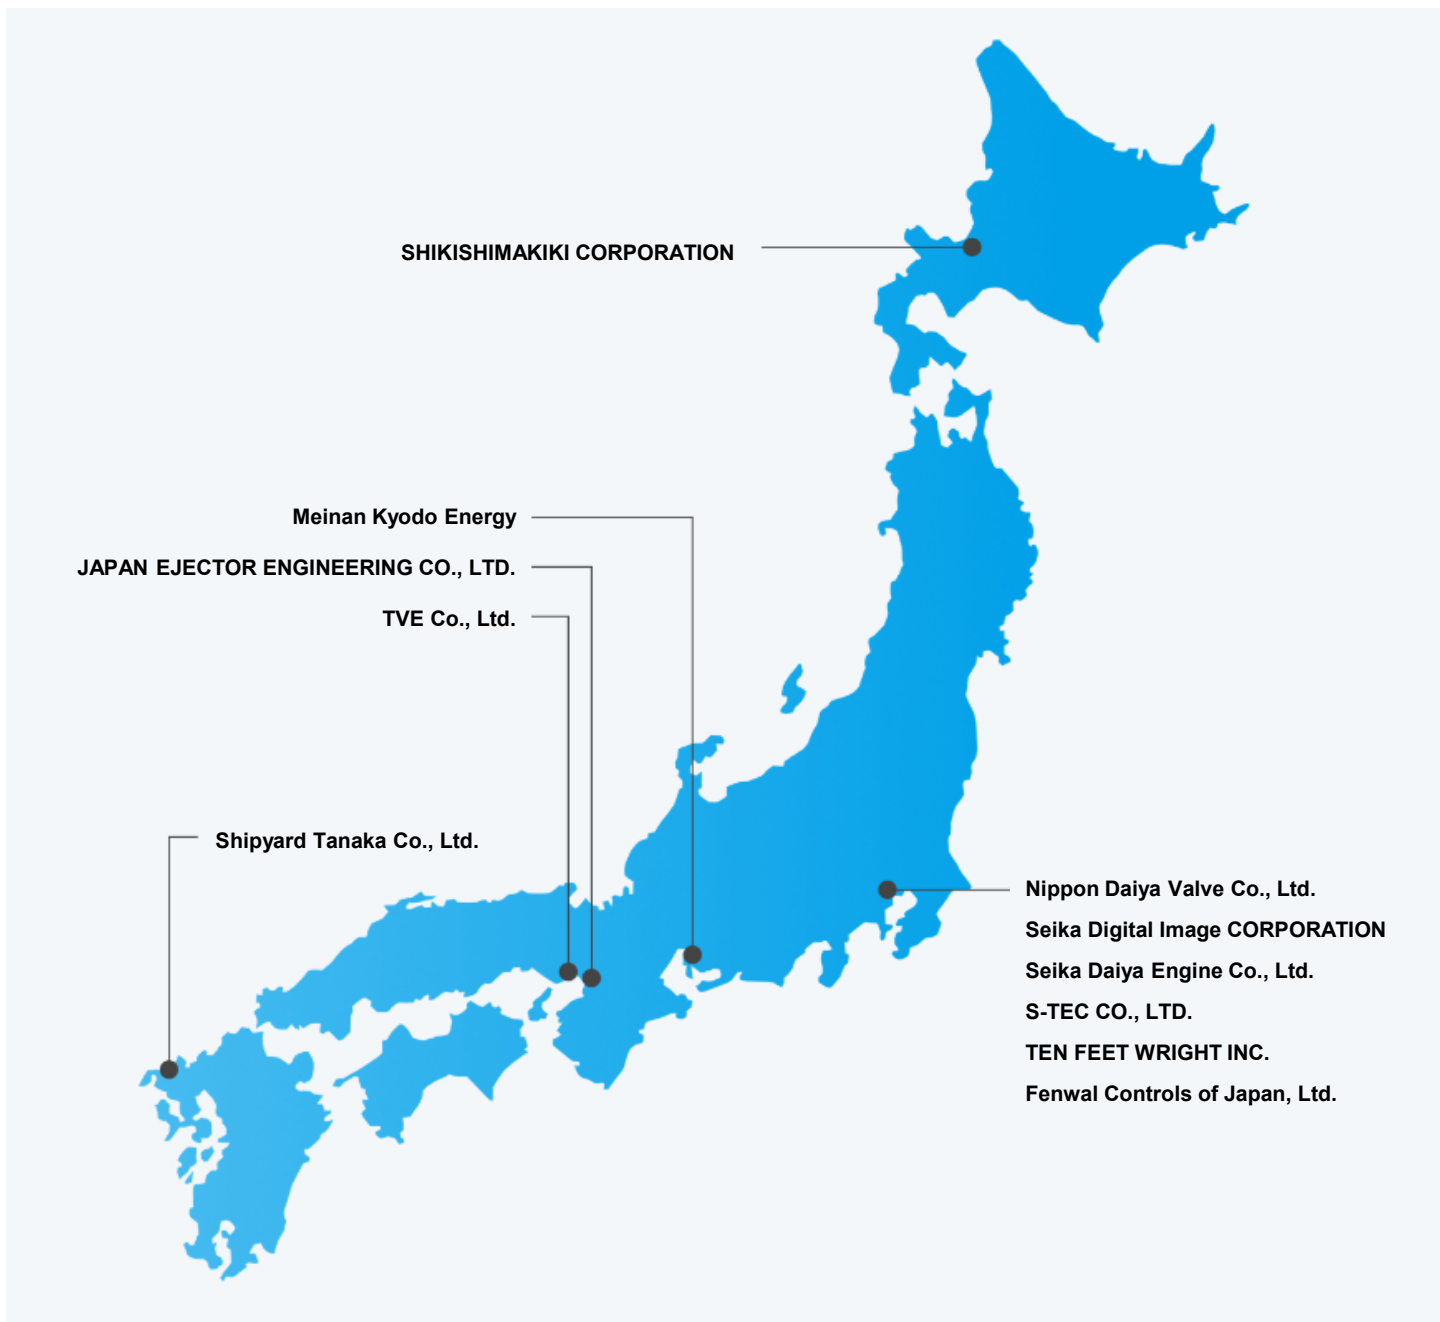 SHIKISHIMAKIKI CORPORATION
Meinan Kyodo Energy
JAPAN EJECTOR ENGINEERING CO., LTD.
TVE Co., Ltd.
Shipyard Tanaka Co., Ltd.
Nippon Daiya Valve Co., Ltd.
Seika Digital Image CORPORATION
Seika Daiya Engine Co., Ltd.
S-TEC CO., LTD.
TEN FEET WRIGHT INC.
Fenwal Controls of Japan, Ltd.